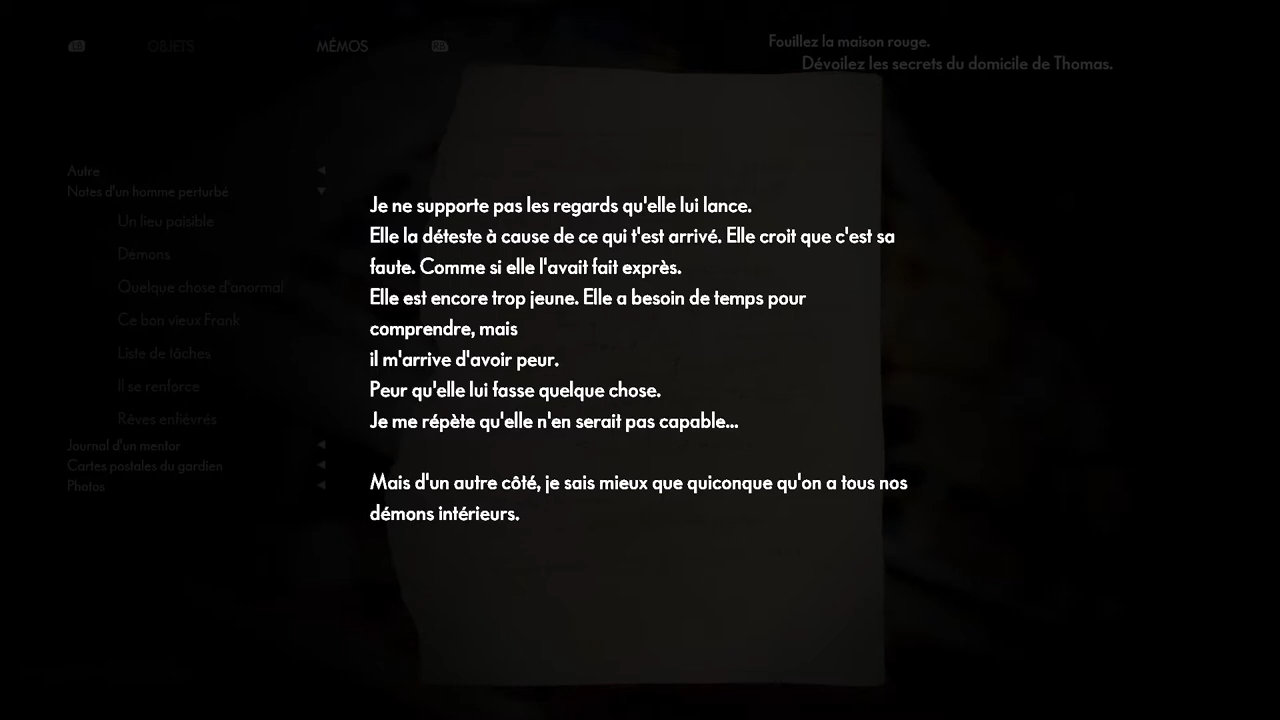 LB OBJETS MÉMOS RB
Fouillez la maison rouge.
Dévoilez les secrets du domicile de Thomas.
Autre
Notes d'un homme perturbé
Un lieu paisible
Démons
Quelque chose d'anormal
Ce bon vieux Frank
Liste de tâches
Il se renforce
Rêves enfiévrés
Journal d'un mentor
Cartes postales du gardien
Photos
Je ne supporte pas les regards qu'elle lui lance.
Elle la déteste à cause de ce qui t'est arrivé. Elle croit que c'est sa
faute. Comme si elle l'avait fait exprès.
Elle est encore trop jeune. Elle a besoin de temps pour
comprendre, mais
il m'arrive d'avoir peur.
Peur qu'elle lui fasse quelque chose.
Je me répète qu'elle n'en serait pas capable...
Mais d'un autre côté, je sais mieux que quiconque qu'on a tous nos
démons intérieurs.